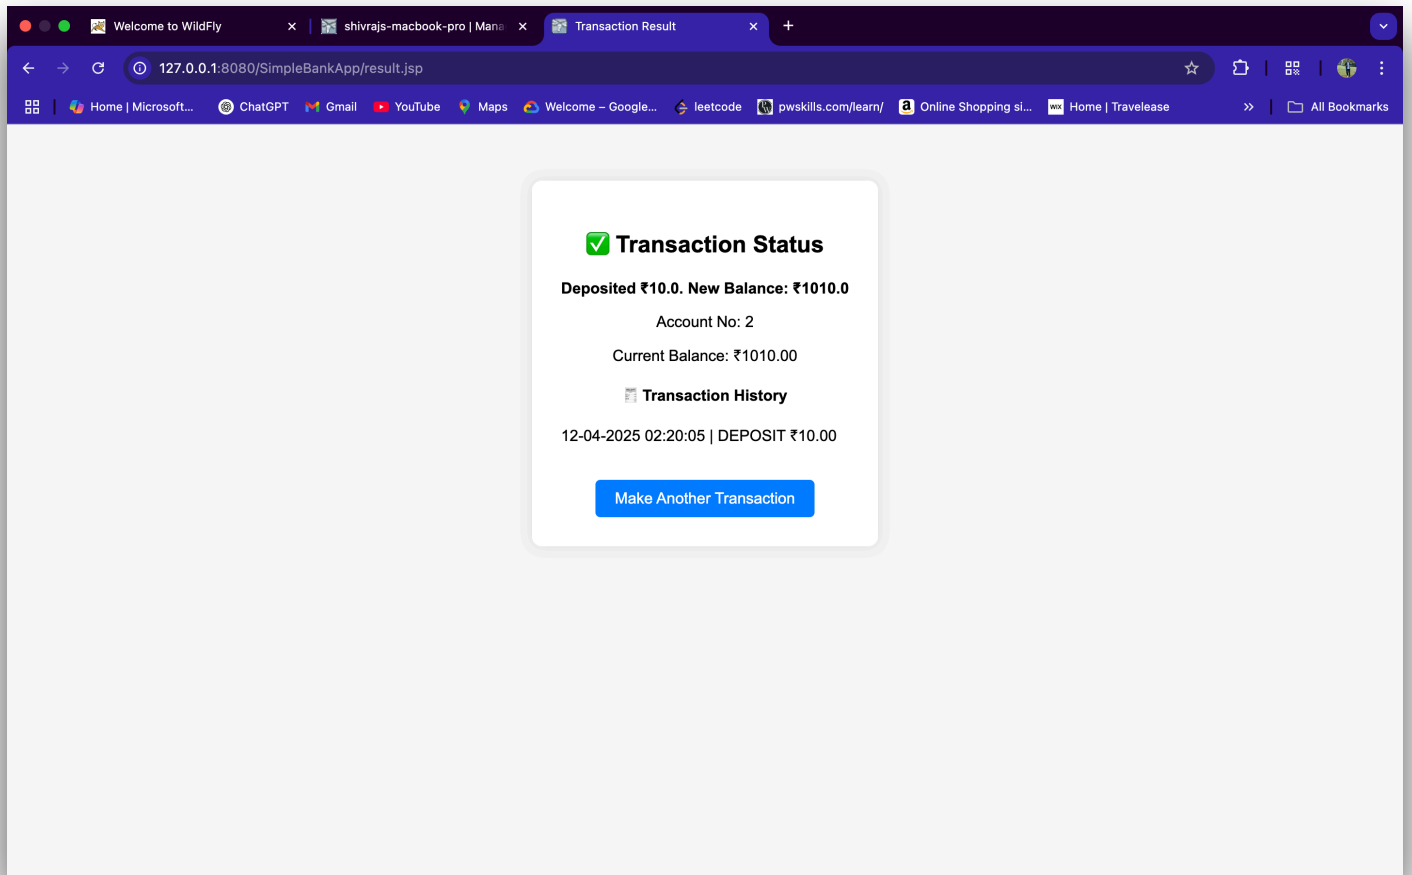 Welcome to WildFly
shivrajs-macbook-pro | Mana
Transaction Result
127.0.0.1:8080/SimpleBankApp/result.jsp
Home | Microsoft... ChatGPT Gmail YouTube Maps Welcome – Google... leetcode pwskills.com/learn/ Online Shopping si... WIX Home | Travelease » All Bookmarks
✅ Transaction Status
Deposited ₹10.0. New Balance: ₹1010.0
Account No: 2
Current Balance: ₹1010.00
🧾 Transaction History
12-04-2025 02:20:05 | DEPOSIT ₹10.00
Make Another Transaction